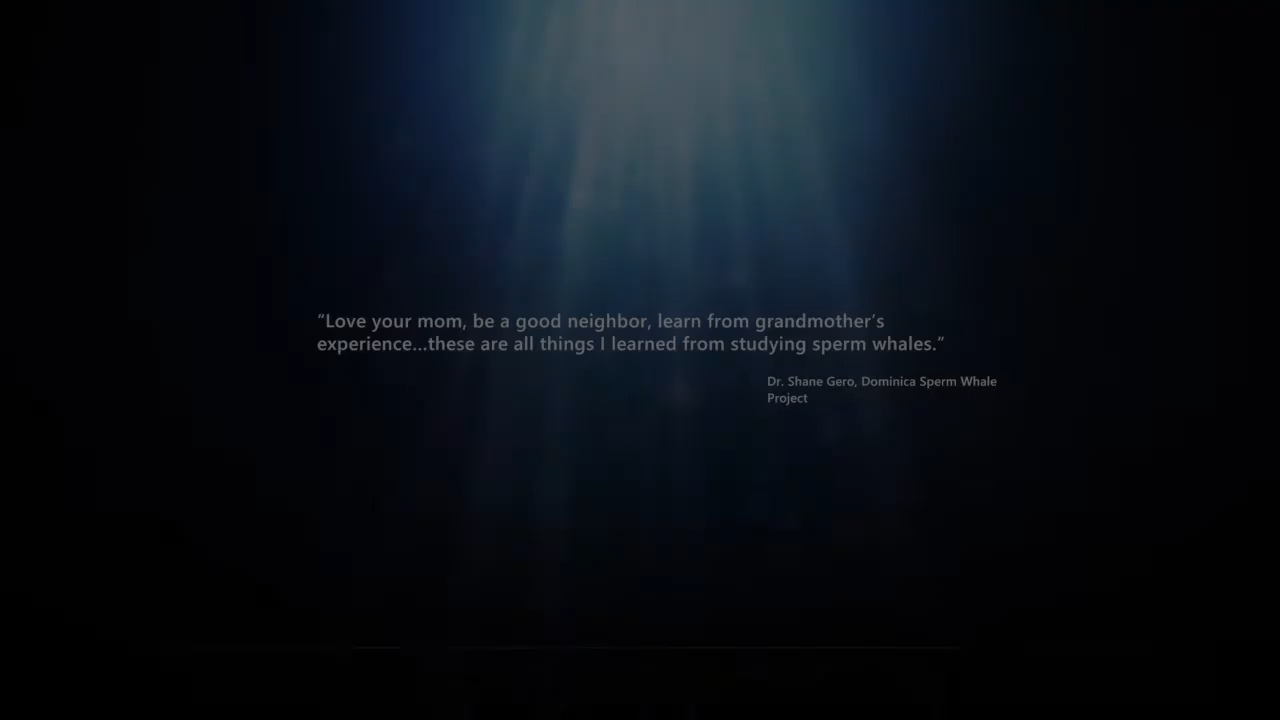 “Love your mom, be a good neighbor, learn from grandmother’s
experience...these are all things I learned from studying sperm whales.”
Dr. Shane Gero, Dominica Sperm Whale
Project